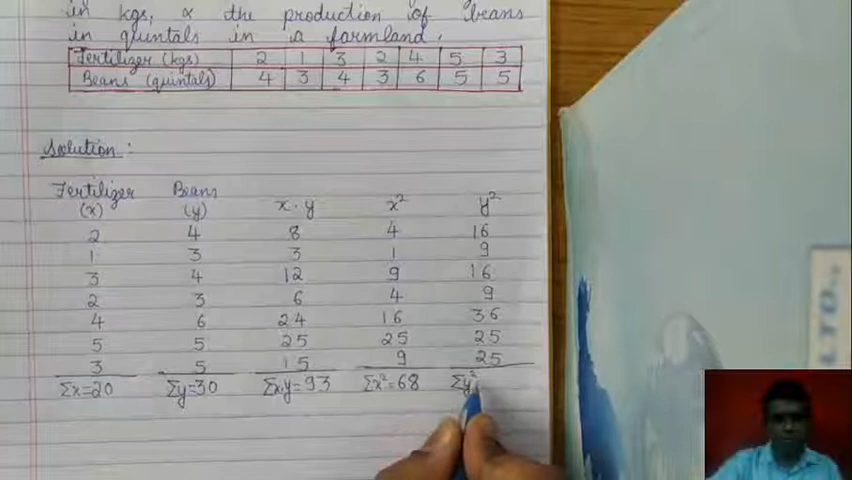 in kgs, & the production of beans
in quintals in a farmland.
Fertilizer (kgs) 2 1 3 2 4 5 3
Beans (quintals) 4 3 4 3 6 5 5
Solution :
Fertilizer (x) Beans (y) x·y x² y²
2 4 8 4 16
1 3 3 1 9
3 4 12 9 16
2 3 6 4 9
4 6 24 16 36
5 5 25 25 25
3 5 15 9 25
Σx=20 Σy=30 Σxy=93 Σx²=68 Σy²
LTD.